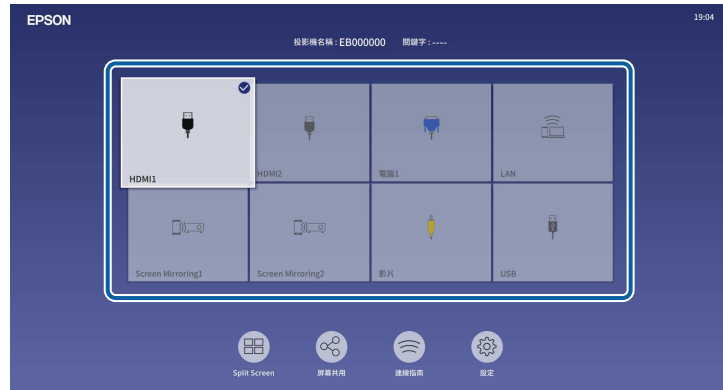 EPSON
19:04
投影機名稱 : EB000000 關鍵字 : ----
HDMI1
HDMI2
電腦1
LAN
Screen Mirroring1
Screen Mirroring2
影片
USB
Split Screen
屏幕共用
連線指南
設定